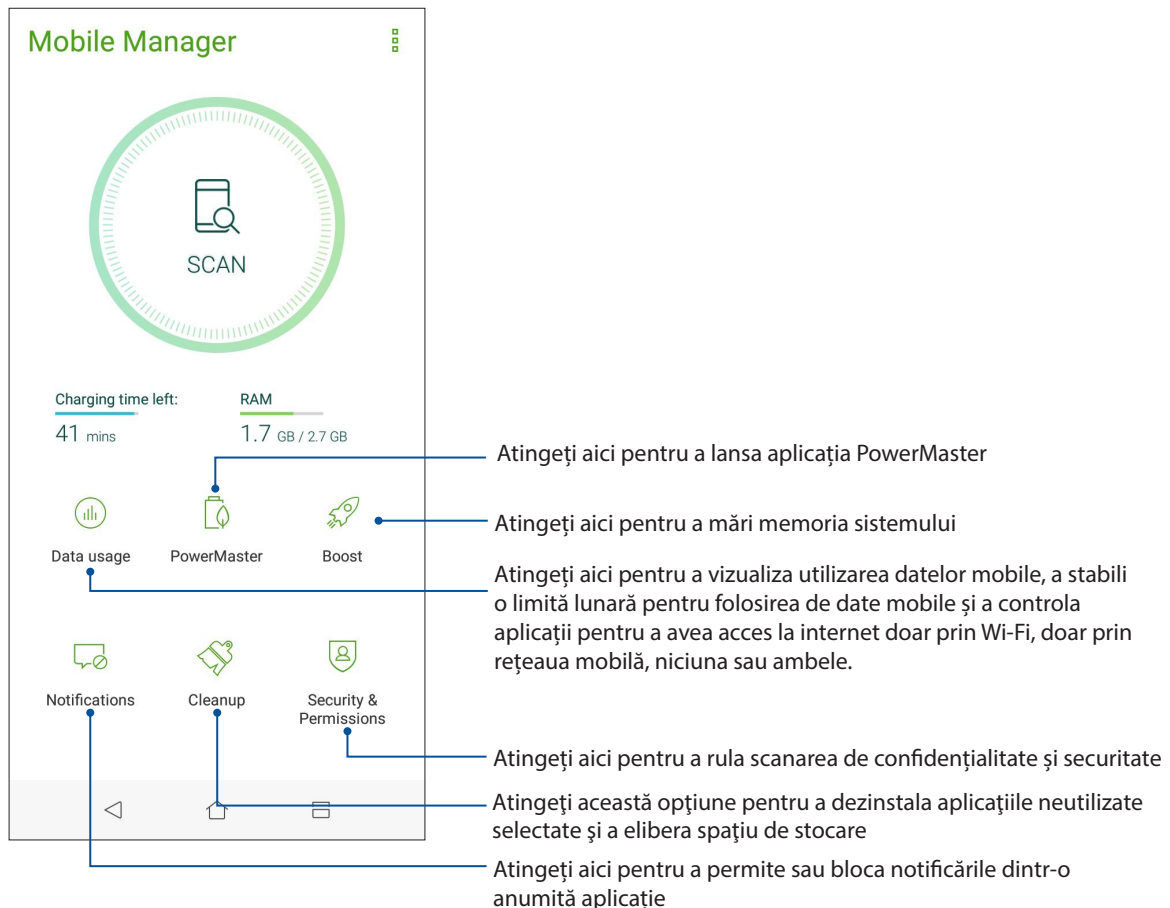 Mobile Manager
SCAN
Charging time left:
RAM
41 mins
1.7 GB / 2.7 GB
Atingeți aici pentru a lansa aplicația PowerMaster
Atingeți aici pentru a mări memoria sistemului
Data usage
PowerMaster
Boost
Atingeți aici pentru a vizualiza utilizarea datelor mobile, a stabili
o limită lunară pentru folosirea de date mobile și a controla
aplicații pentru a avea acces la internet doar prin Wi-Fi, doar prin
rețeaua mobilă, niciuna sau ambele.
Notifications
Cleanup
Security &
Permissions
Atingeți aici pentru a rula scanarea de confidențialitate și securitate
Atingeţi această opţiune pentru a dezinstala aplicaţiile neutilizate
selectate şi a elibera spaţiu de stocare
Atingeți aici pentru a permite sau bloca notificările dintr-o
anumită aplicație